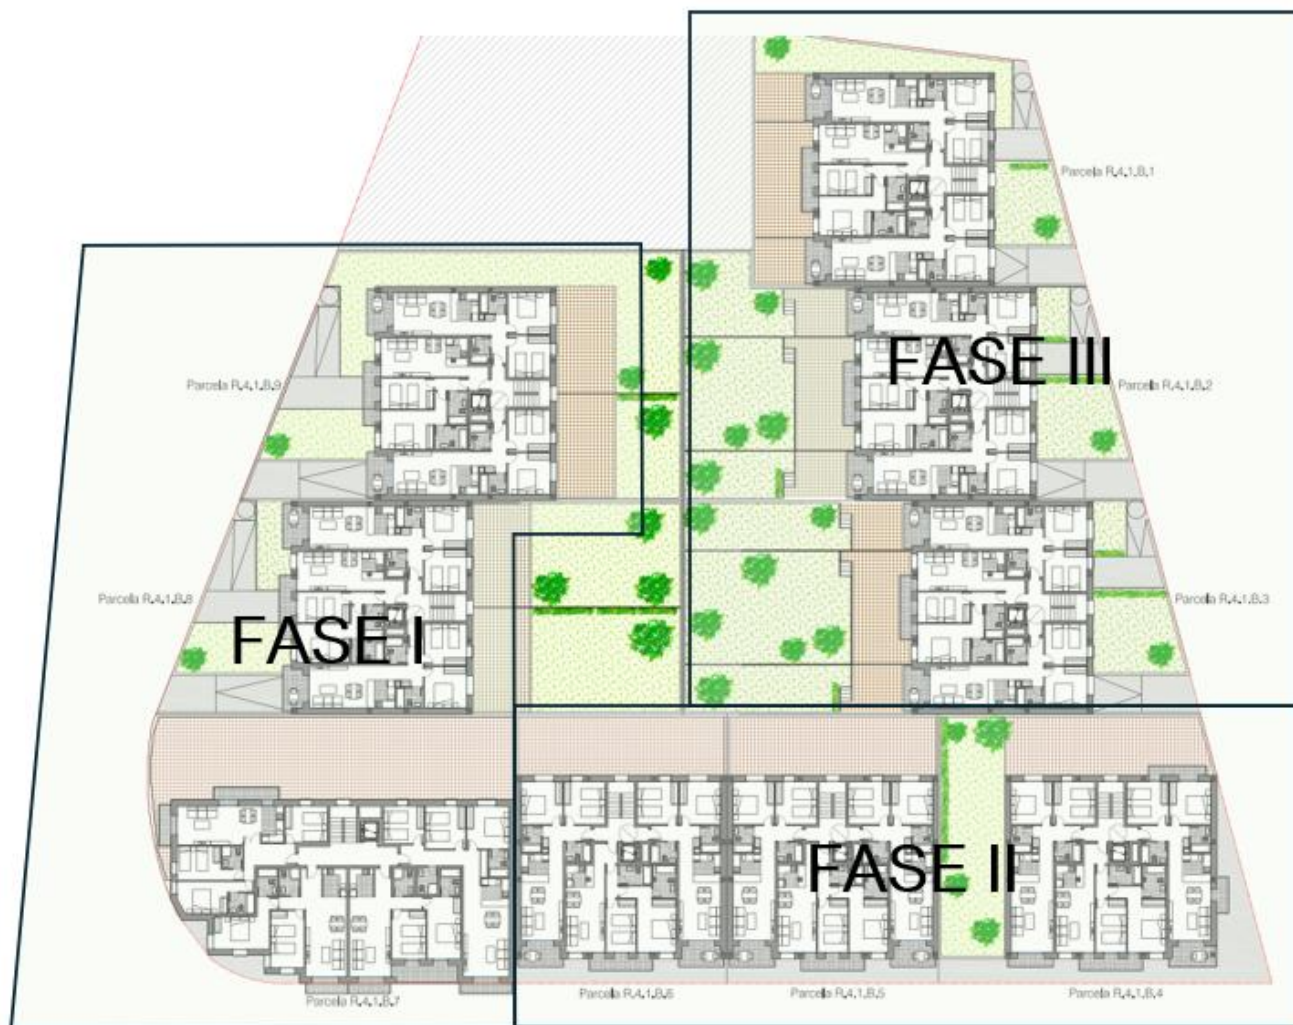 Parcela R.4.1.B.1
FASE III
Parcela R.4.1.B.9
Parcela R.4.1.B.2
Parcela R.4.1.B.8
Parcela R.4.1.B.3
FASE I
FASE II
Parcela R.4.1.B.7
Parcela R.4.1.B.6
Parcela R.4.1.B.5
Parcela R.4.1.B.4